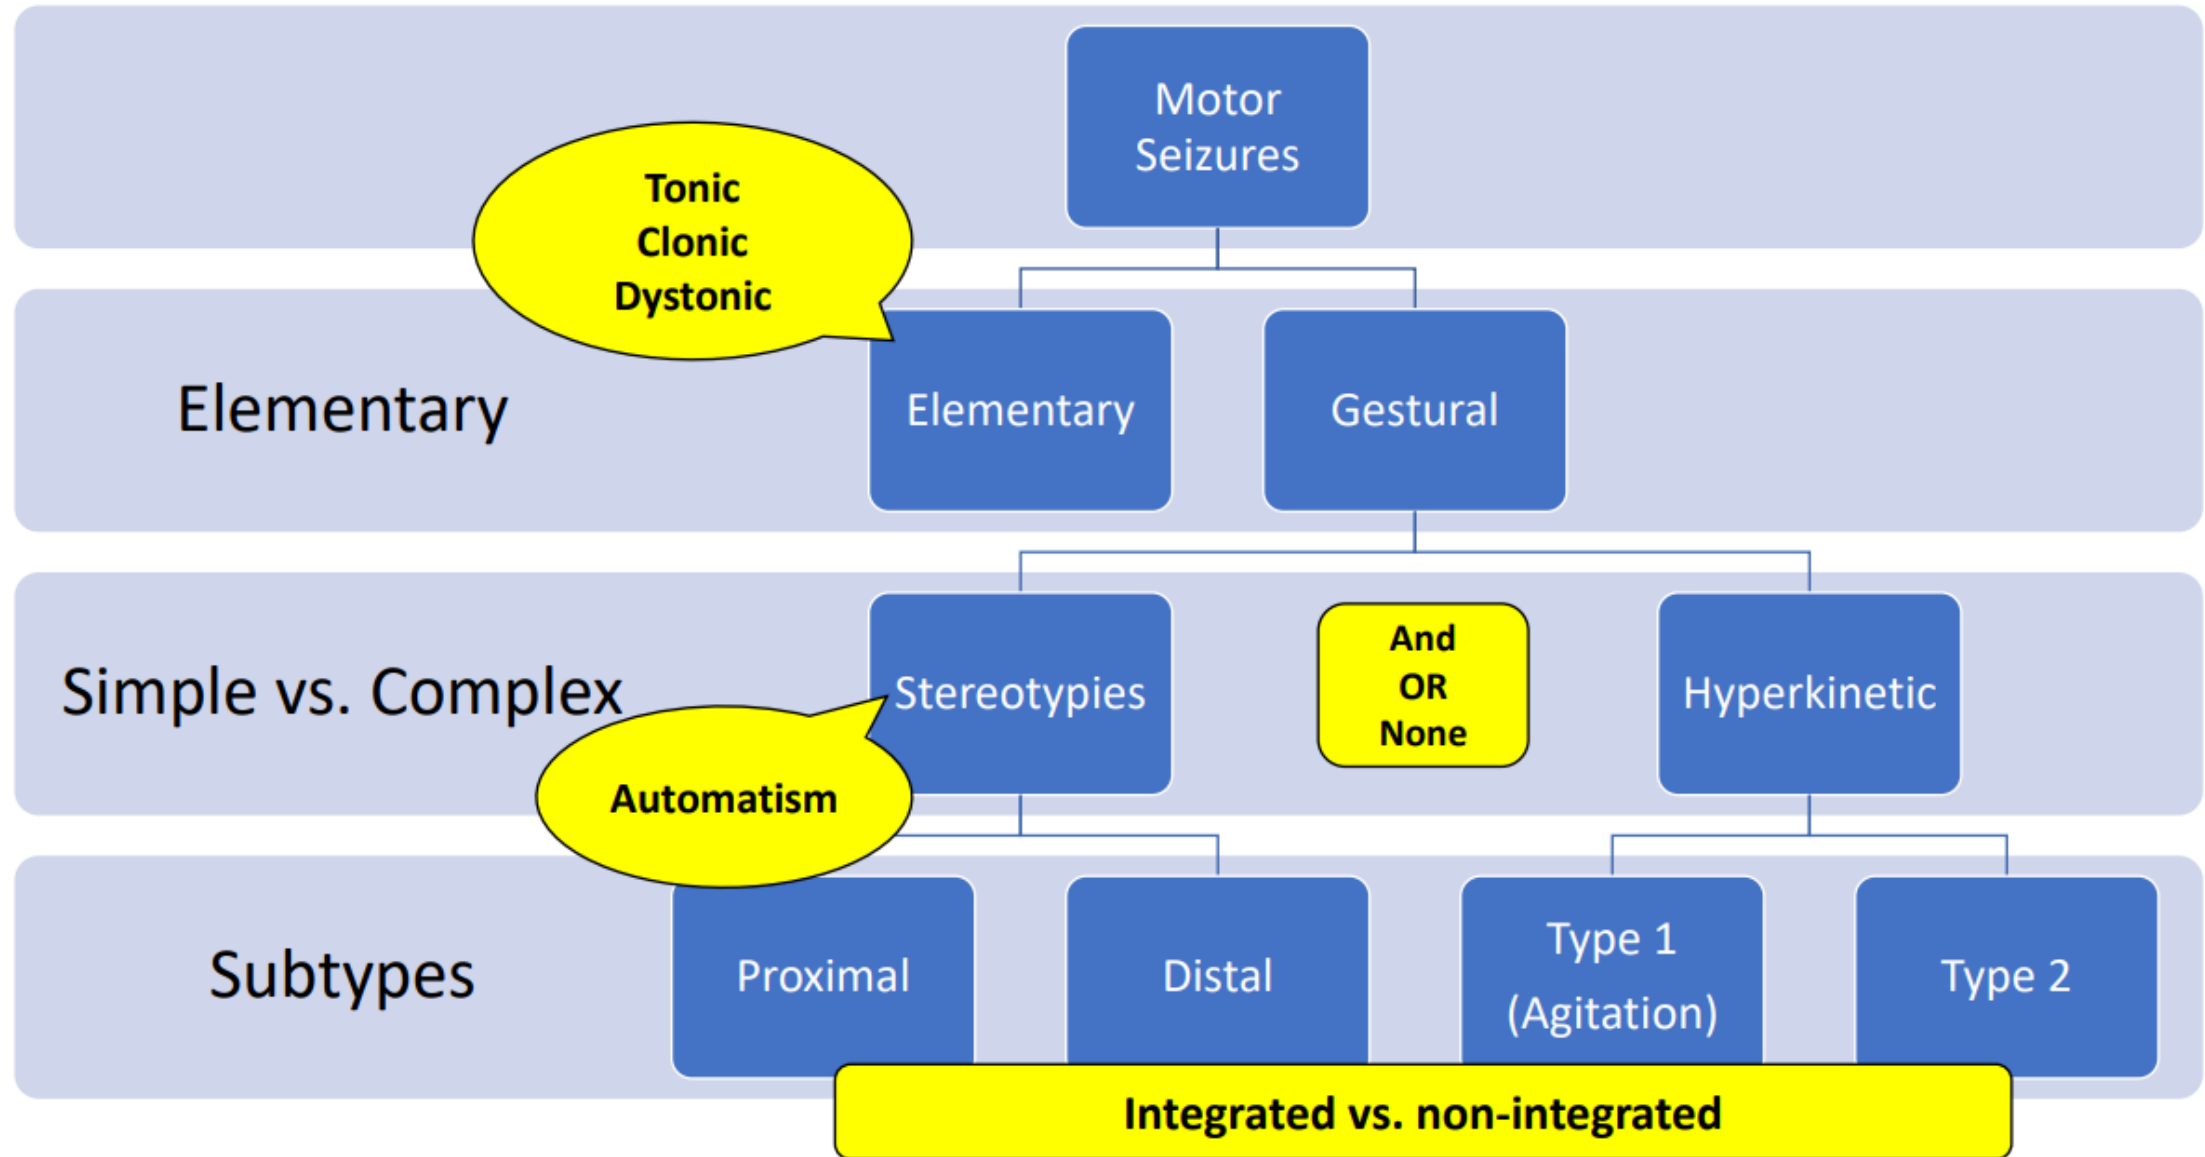 Motor
Seizures
Tonic
Clonic
Dystonic
Elementary
Elementary
Gestural
Simple vs. Complex
Stereotypies
And
OR
None
Hyperkinetic
Automatism
Subtypes
Proximal
Distal
Type 1
(Agitation)
Type 2
Integrated vs. non-integrated